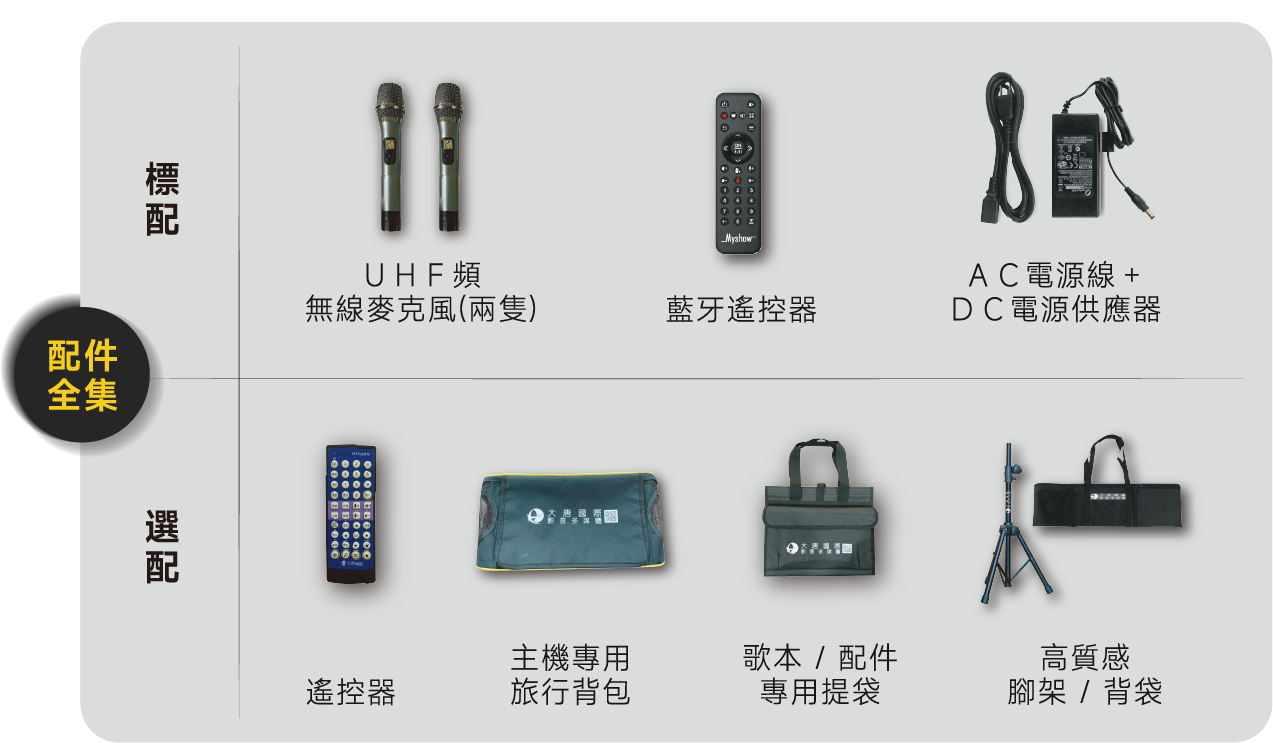 標
配
UHF頻
無線麥克風(兩隻)
Myshow
藍牙遙控器
AC電源線+
DC電源供應器
配件
全集
選
配
遙控器
大唐國際
影音多媒體
主機專用
旅行背包
大唐國際
影音多媒體
歌本 / 配件
專用提袋
高質感
腳架 / 背袋